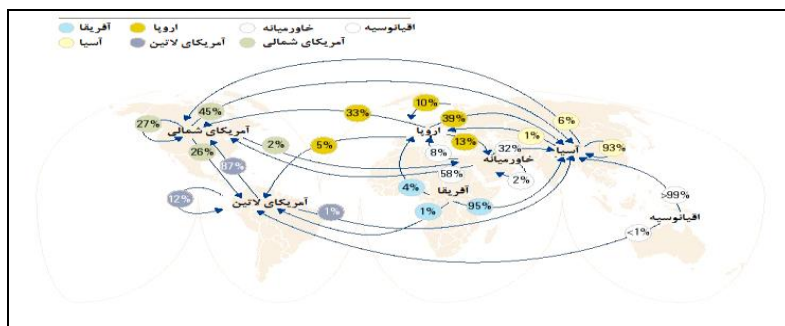 آفریقا اروپا خاورمیانه اقیانوسیه
آسیا آمریکای لاتین آمریکای شمالی
45%
33%
10%
39%
6%
27%
آمریکای شمالی
اروپا
1%
93%
2%
5%
13%
32%
آسیا
26%
87%
8%
خاورمیانه
58%
2%
4%
آفریقا
>99%
12%
آمریکای لاتین
1%
1%
95%
اقیانوسیه
<1%